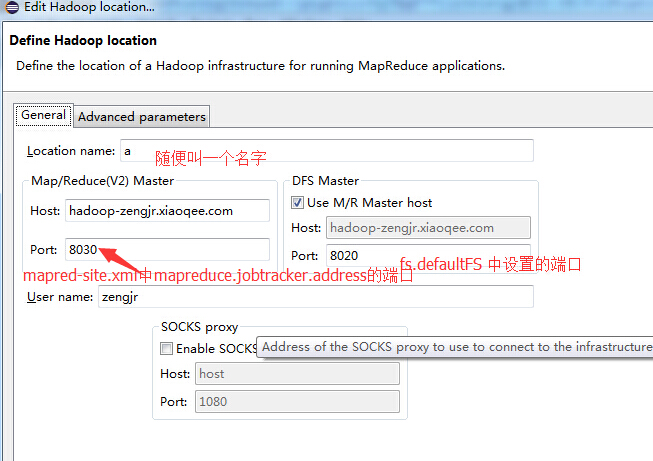 Edit Hadoop location...
Define Hadoop location
Define the location of a Hadoop infrastructure for running MapReduce applications.
General
Advanced parameters
Location name: a
随便叫一个名字
Map/Reduce(V2) Master
Host: hadoop-zengjr.xiaoqee.com
Port: 8030
mapred-site.xml中mapreduce.jobtracker.address的端口
DFS Master
Use M/R Master host
Host: hadoop-zengjr.xiaoqee.com
Port: 8020
fs.defaultFS 中设置的端口
User name: zengjr
SOCKS proxy
Enable SOCKS
Address of the SOCKS proxy to use to connect to the infrastructure
Host: host
Port: 1080